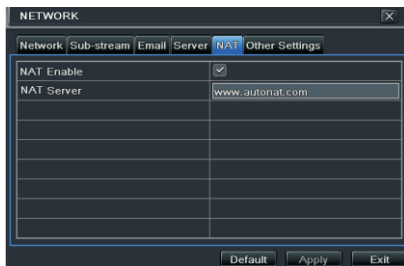 NETWORK
Network Sub-stream Email Server NAT Other Settings
NAT Enable
NAT Server www.autonat.com
Default Apply Exit